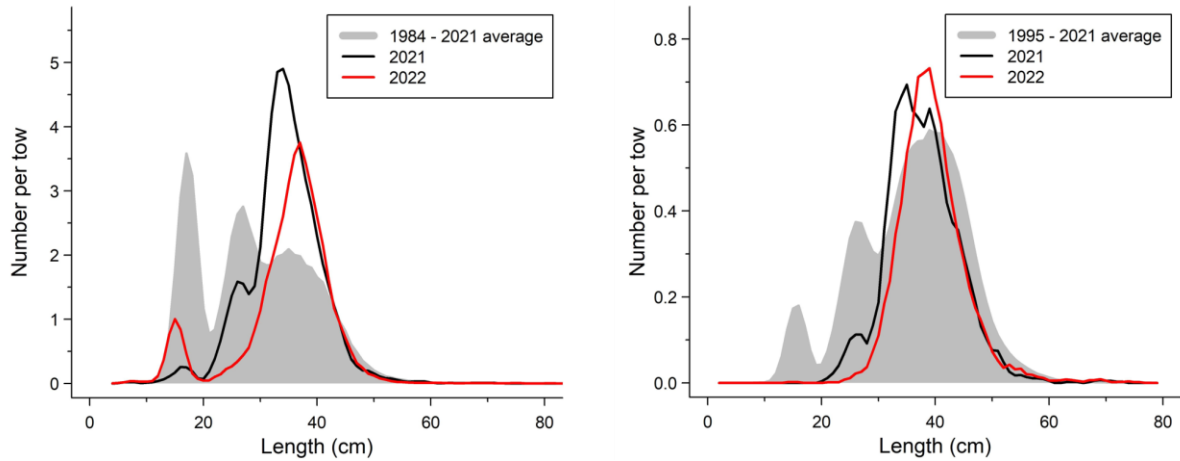 1984 - 2021 average
2021
2022
Number per tow
5
4
3
2
1
0
0 20 40 60 80
Length (cm)
1995 - 2021 average
2021
2022
Number per tow
0.8
0.6
0.4
0.2
0.0
0 20 40 60 80
Length (cm)